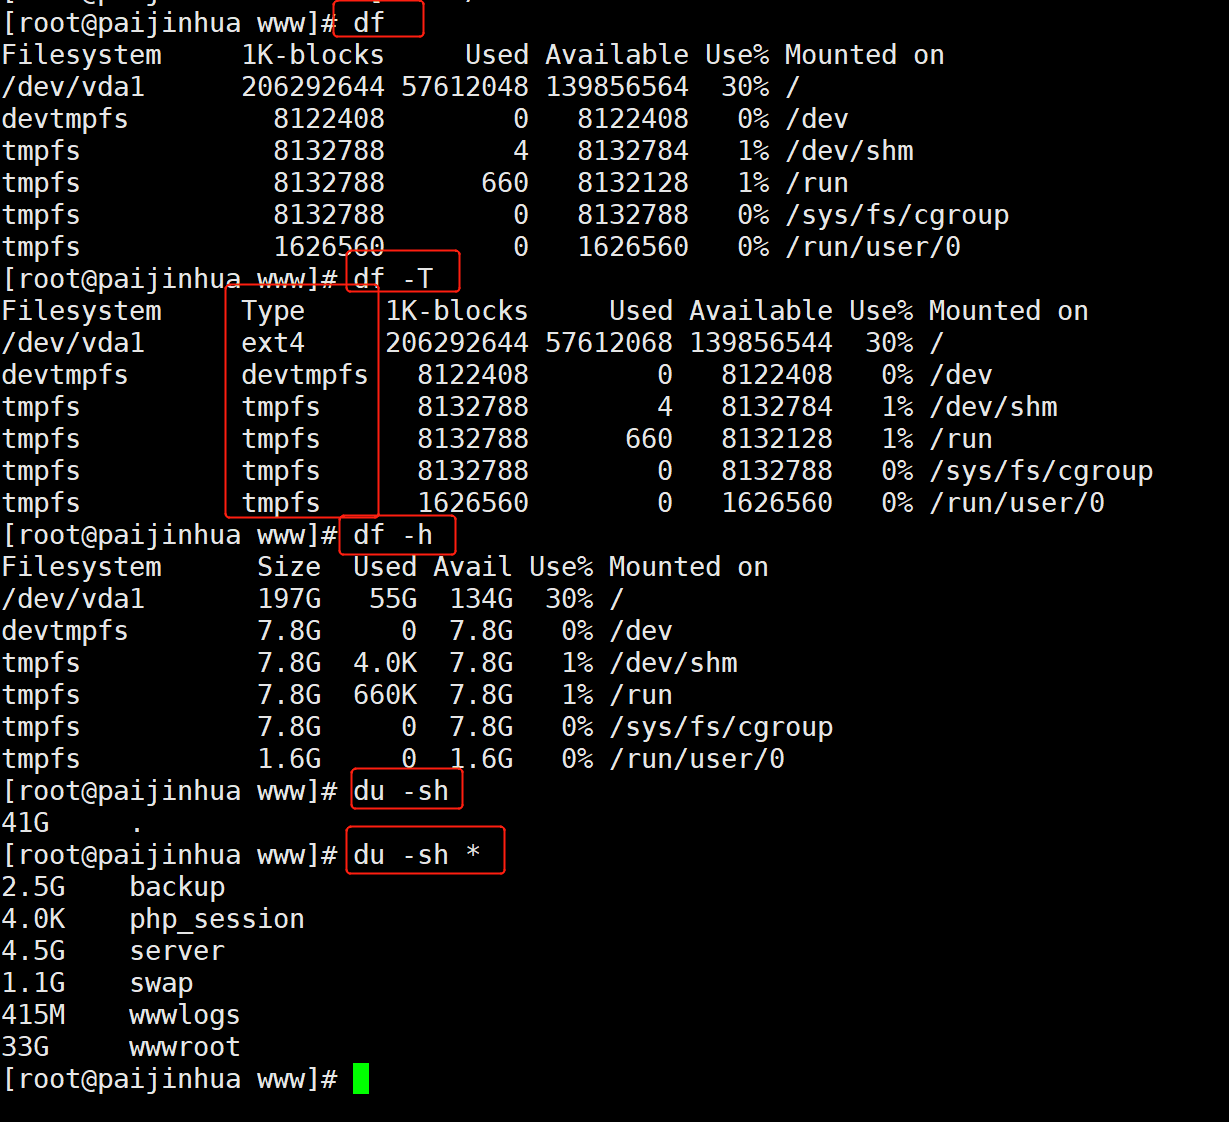 [root@paijinhua www]# df
Filesystem     1K-blocks     Used Available Use% Mounted on
/dev/vda1      206292644 57612048 139856564  30% /
devtmpfs         8122408        0   8122408   0% /dev
tmpfs            8132788        4   8132784   1% /dev/shm
tmpfs            8132788      660   8132128   1% /run
tmpfs            8132788        0   8132788   0% /sys/fs/cgroup
tmpfs            1626560        0   1626560   0% /run/user/0
[root@paijinhua www]# df -T
Filesystem     Type     1K-blocks     Used Available Use% Mounted on
/dev/vda1      ext4     206292644 57612068 139856544  30% /
devtmpfs       devtmpfs   8122408        0   8122408   0% /dev
tmpfs          tmpfs      8132788        4   8132784   1% /dev/shm
tmpfs          tmpfs      8132788      660   8132128   1% /run
tmpfs          tmpfs      8132788        0   8132788   0% /sys/fs/cgroup
tmpfs          tmpfs      1626560        0   1626560   0% /run/user/0
[root@paijinhua www]# df -h
Filesystem      Size  Used Avail Use% Mounted on
/dev/vda1       197G   55G  134G  30% /
devtmpfs        7.8G     0  7.8G   0% /dev
tmpfs           7.8G  4.0K  7.8G   1% /dev/shm
tmpfs           7.8G  660K  7.8G   1% /run
tmpfs           7.8G     0  7.8G   0% /sys/fs/cgroup
tmpfs           1.6G     0  1.6G   0% /run/user/0
[root@paijinhua www]# du -sh
41G     .
[root@paijinhua www]# du -sh *
2.5G    backup
4.0K    php_session
4.5G    server
1.1G    swap
415M    wwwlogs
33G     wwwroot
[root@paijinhua www]#